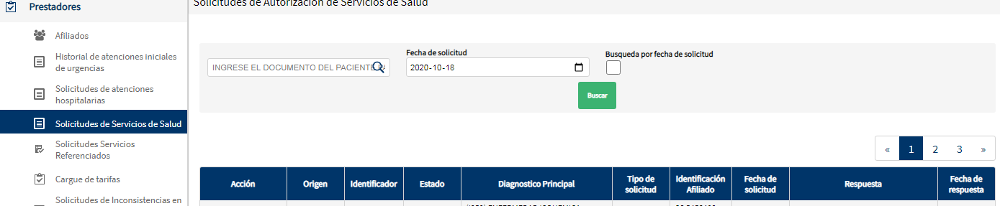 Prestadores
Solicitudes de Autorización de Servicios de Salud
Afiliados
Historial de atenciones iniciales
de urgencias
Solicitudes de atenciones
hospitalarias
Solicitudes de Servicios de Salud
Solicitudes Servicios
Referenciados
Cargue de tarifas
Solicitudes de Inconsistencias en
INGRESE EL DOCUMENTO DEL PACIENTE
Fecha de solicitud
2020-10-18
Busqueda por fecha de solicitud
Buscar
« 1 2 3 »
Acción Origen Identificador Estado Diagnostico Principal Tipo de solicitud Identificación Afiliado Fecha de solicitud Respuesta Fecha de respuesta